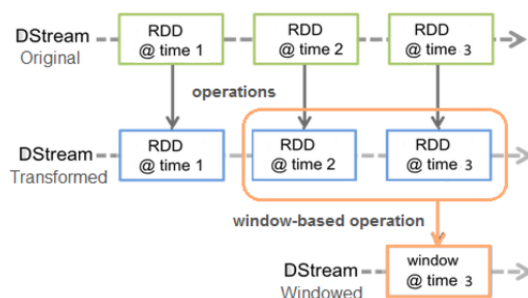 DStream
Original
RDD
@ time 1
RDD
@ time 2
RDD
@ time 3
operations
DStream
Transformed
RDD
@ time 1
RDD
@ time 2
RDD
@ time 3
window-based operation
DStream
Windowed
window
@ time 3